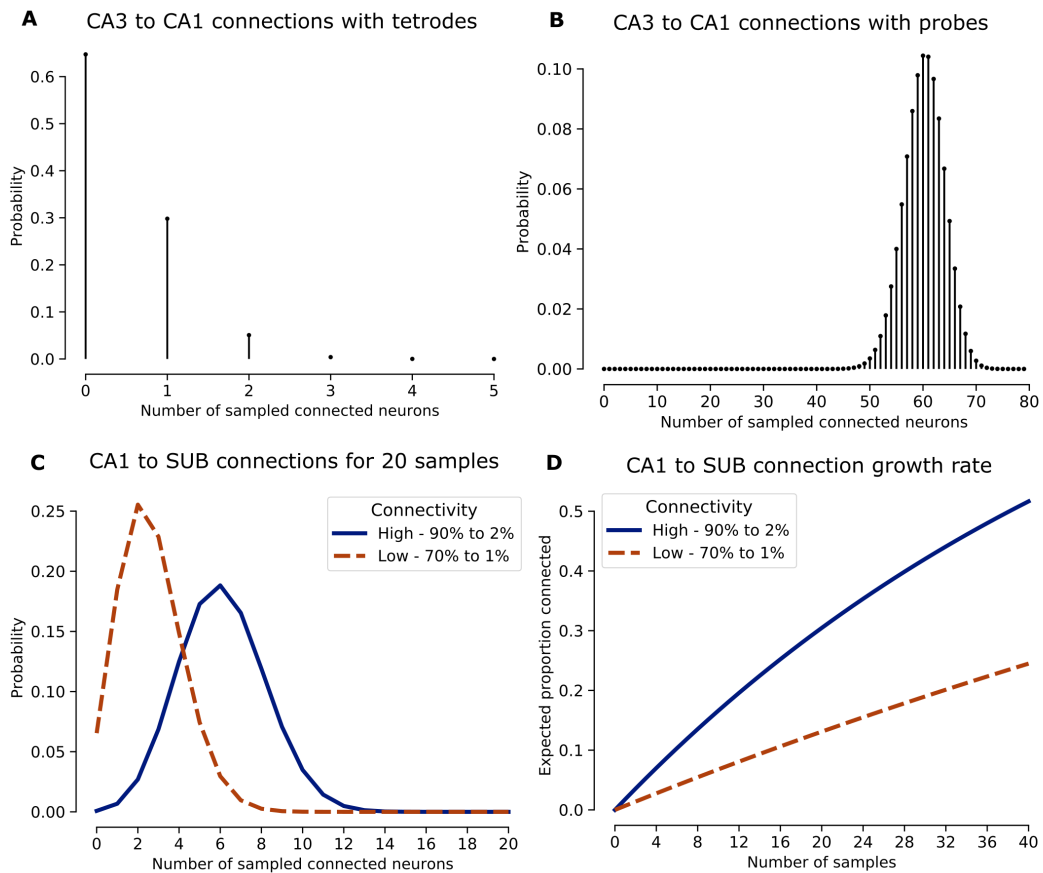 A
CA3 to CA1 connections with tetrodes
Probability
0.6
0.5
0.4
0.3
0.2
0.1
0.0
0 1 2 3 4 5
Number of sampled connected neurons
B
CA3 to CA1 connections with probes
Probability
0.10
0.08
0.06
0.04
0.02
0.00
0 10 20 30 40 50 60 70 80
Number of sampled connected neurons
C
CA1 to SUB connections for 20 samples
Connectivity
High - 90% to 2%
Low - 70% to 1%
Probability
0.25
0.20
0.15
0.10
0.05
0.00
0 2 4 6 8 10 12 14 16 18 20
Number of sampled connected neurons
D
CA1 to SUB connection growth rate
Connectivity
High - 90% to 2%
Low - 70% to 1%
Expected proportion connected
0.5
0.4
0.3
0.2
0.1
0.0
0 4 8 12 16 20 24 28 32 36 40
Number of samples